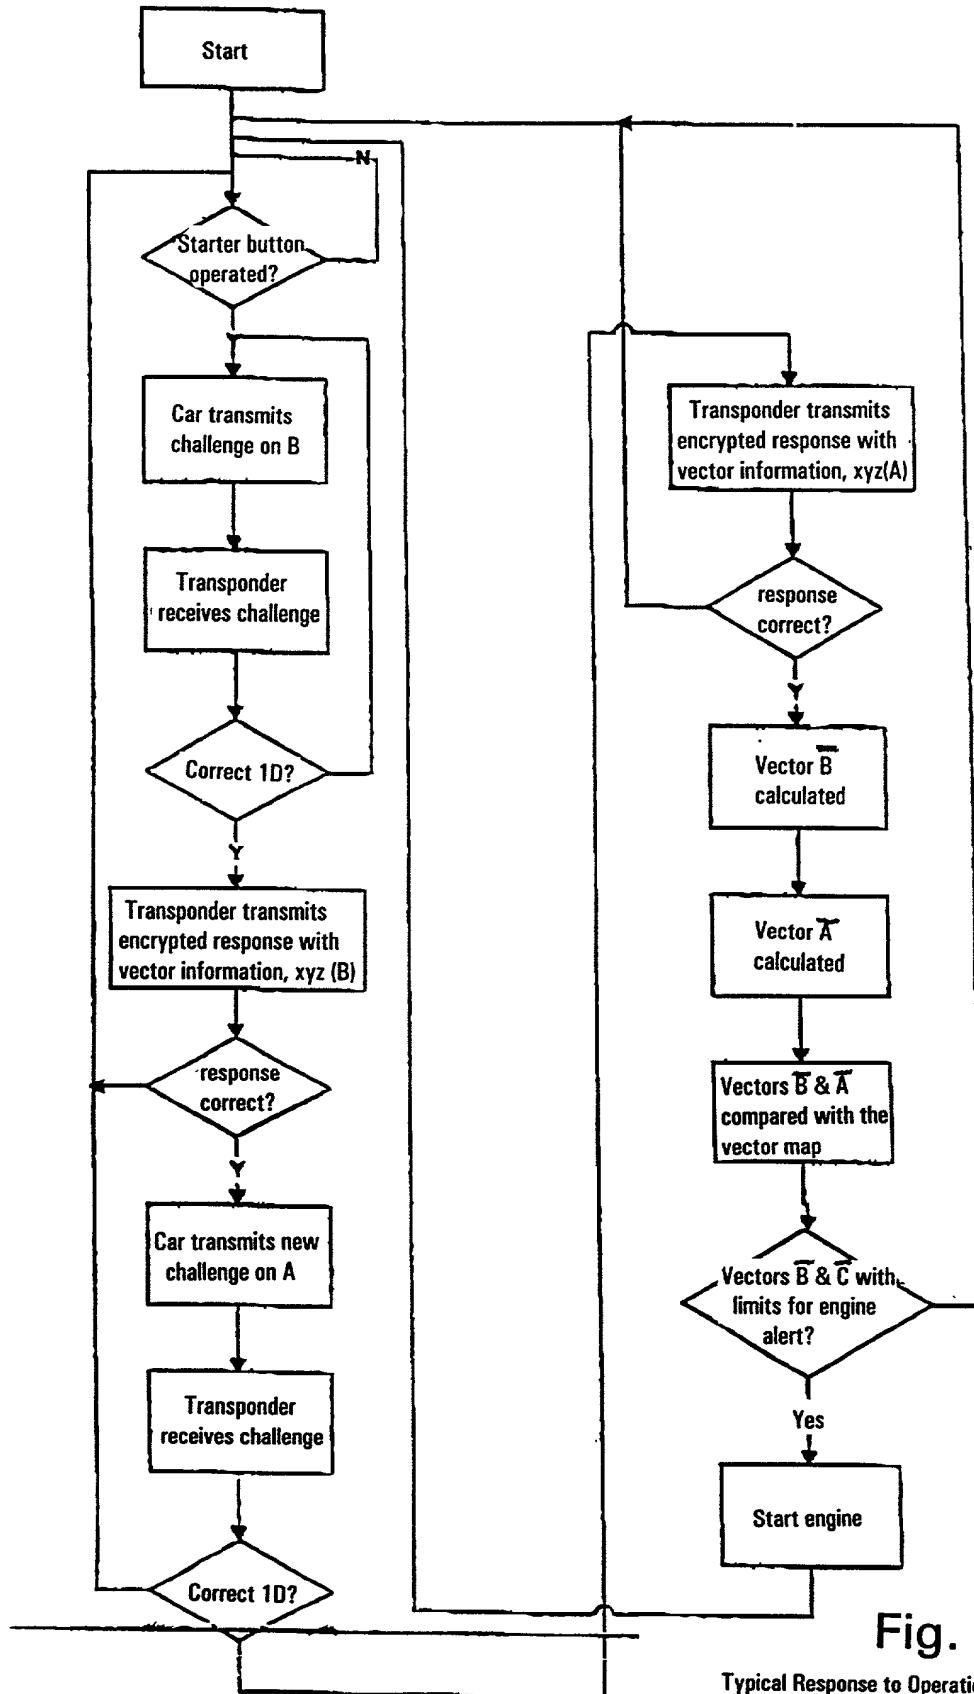 Start
N
Starter button
operated?
Y
Car transmits
challenge on B
Transponder
receives challenge
Correct 1D?
Y
Transponder transmits
encrypted response with
vector information, xyz (B)
response
correct?
Y
Car transmits new
challenge on A
Transponder
receives challenge
Correct 1D?
Transponder transmits
encrypted response with
vector information, xyz(A)
response
correct?
Y
Vector B̅
calculated
Vector A̅
calculated
Vectors B̅ & A̅
compared with the
vector map
Vectors B̅ & C̅ with
limits for engine
alert?
Yes
Start engine
Fig.
Typical Response to